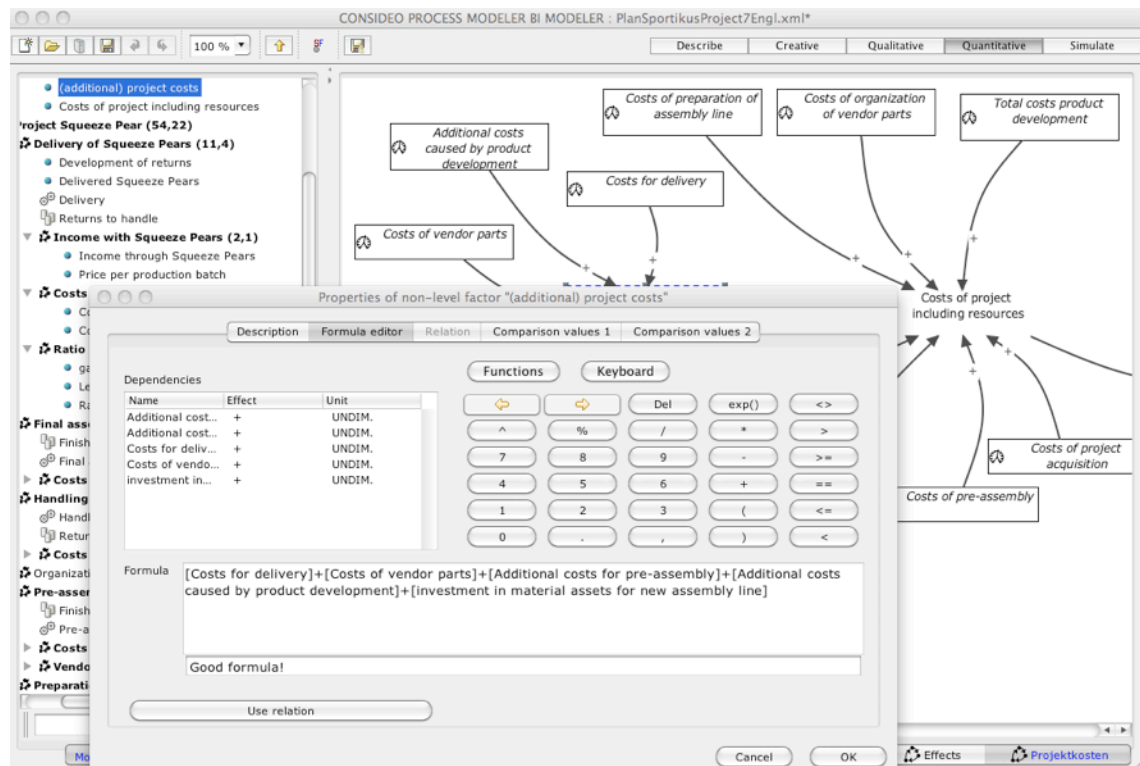 CONSIDEO PROCESS MODELER BI MODELER : PlanSportikusProject7Engl.xml*
100 %
Describe
Creative
Qualitative
Quantitative
Simulate
(additional) project costs
Costs of project including resources
Project Squeeze Pear (54,22)
Delivery of Squeeze Pears (11,4)
Development of returns
Delivered Squeeze Pears
Delivery
Returns to handle
Income with Squeeze Pears (2,1)
Income through Squeeze Pears
Price per production batch
Costs
Ratio
Final
Finish
Final
Costs
Handling
Costs
Pre-asse
Finish
Pre-a
Costs
Additional costs
caused by product
development
Costs of preparation of
assembly line
Costs of organization
of vendor parts
Total costs product
development
Costs for delivery
Costs of vendor parts
+
+
+
+
+
Costs of project
including resources
+
+
Costs of project
acquisition
Costs of pre-assembly
Properties of non-level factor "(additional) project costs"
Description
Formula editor
Relation
Comparison values 1
Comparison values 2
Dependencies
Name Effect Unit
Additional cost... + UNDIM.
Additional cost... + UNDIM.
Costs for deliv... + UNDIM.
Costs of vendo... + UNDIM.
investment in... + UNDIM.
Functions
Keyboard
Del exp() <>
^ % / * >
7 8 9 - >=
4 5 6 + ==
1 2 3 ( <=
0 . , ) <
Formula
[Costs for delivery]+[Costs of vendor parts]+[Additional costs for pre-assembly]+[Additional costs
caused by product development]+[investment in material assets for new assembly line]
Good formula!
Use relation
Cancel
OK
Effects
Projektkosten